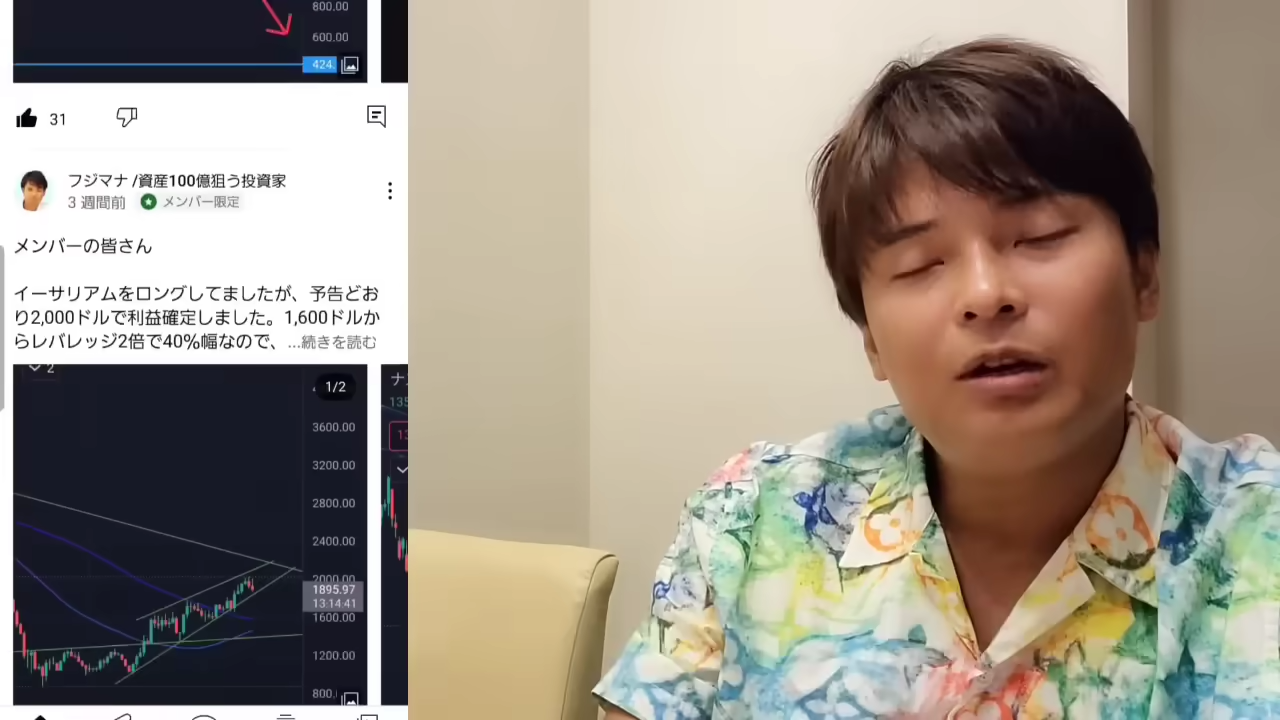 800.00
600.00
424.
31
フジマナ /資産100億狙う投資家
3 週間前 メンバー限定
メンバーの皆さん
イーサリアムをロングしてましたが、予告どお
り2,000ドルで利益確定しました。1,600ドルか
らレバレッジ2倍で40%幅なので、 ...続きを読む
2
1/2
3600.00
3200.00
2800.00
2400.00
2000.00
1895.97
13:14:41
1600.00
1200.00
800.
ナ
135
13